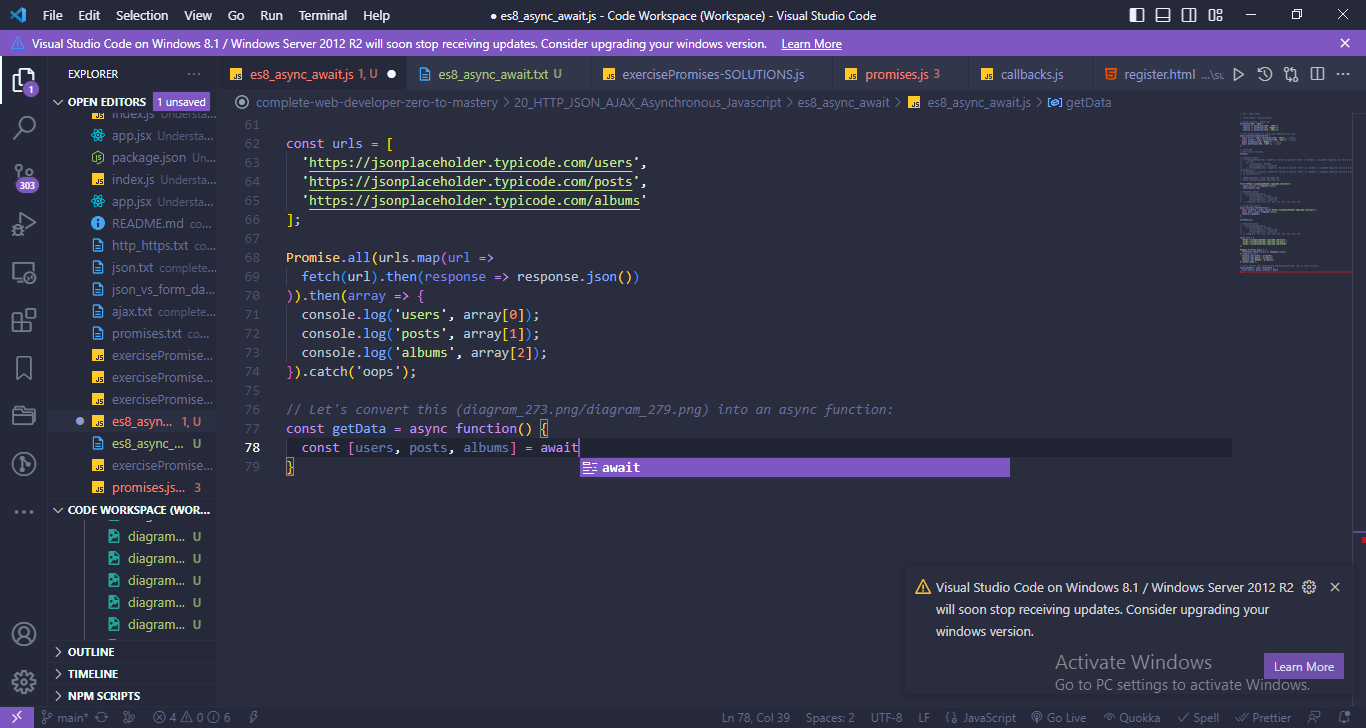 File Edit Selection View Go Run Terminal Help
● es8_async_await.js - Code Workspace (Workspace) - Visual Studio Code
Visual Studio Code on Windows 8.1 / Windows Server 2012 R2 will soon stop receiving updates. Consider upgrading your windows version. Learn More
EXPLORER
JS es8_async_await.js 1, U ●
es8_async_await.txt U
JS exercisePromises-SOLUTIONS.js
JS promises.js 3
JS callbacks.js
register.html ...\su
OPEN EDITORS 1 unsaved
complete-web-developer-zero-to-mastery > 20_HTTP_JSON_AJAX_Asynchronous_Javascript > es8_async_await > JS es8_async_await.js > getData
JS index.js Understa...
app.jsx Understa...
package.json Un...
JS index.js Understa...
app.jsx Understa...
README.md co...
http_https.txt co...
json.txt complete...
json_vs_form_da...
ajax.txt complete...
promises.txt co...
JS exercisePromise...
JS exercisePromise...
JS exercisePromise...
JS es8_asyn... 1, U
es8_async_... U
JS exercisePromise...
JS promises.js... 3
CODE WORKSPACE (WOR...
diagram... U
diagram... U
diagram... U
diagram... U
diagram... U
OUTLINE
TIMELINE
NPM SCRIPTS
1
303
61
62 const urls = [
63 'https://jsonplaceholder.typicode.com/users',
64 'https://jsonplaceholder.typicode.com/posts',
65 'https://jsonplaceholder.typicode.com/albums'
66 ];
67
68 Promise.all(urls.map(url =>
69 fetch(url).then(response => response.json())
70 )).then(array => {
71 console.log('users', array[0]);
72 console.log('posts', array[1]);
73 console.log('albums', array[2]);
74 }).catch('oops');
75
76 // Let's convert this (diagram_273.png/diagram_279.png) into an async function:
77 const getData = async function() {
78 const [users, posts, albums] = await
79 }
await
Visual Studio Code on Windows 8.1 / Windows Server 2012 R2
will soon stop receiving updates. Consider upgrading your
windows version.
Learn More
Activate Windows
Go to PC settings to activate Windows.
main* 4 0 6
Ln 78, Col 39 Spaces: 2 UTF-8 LF {} JavaScript Go Live Quokka Spell Prettier